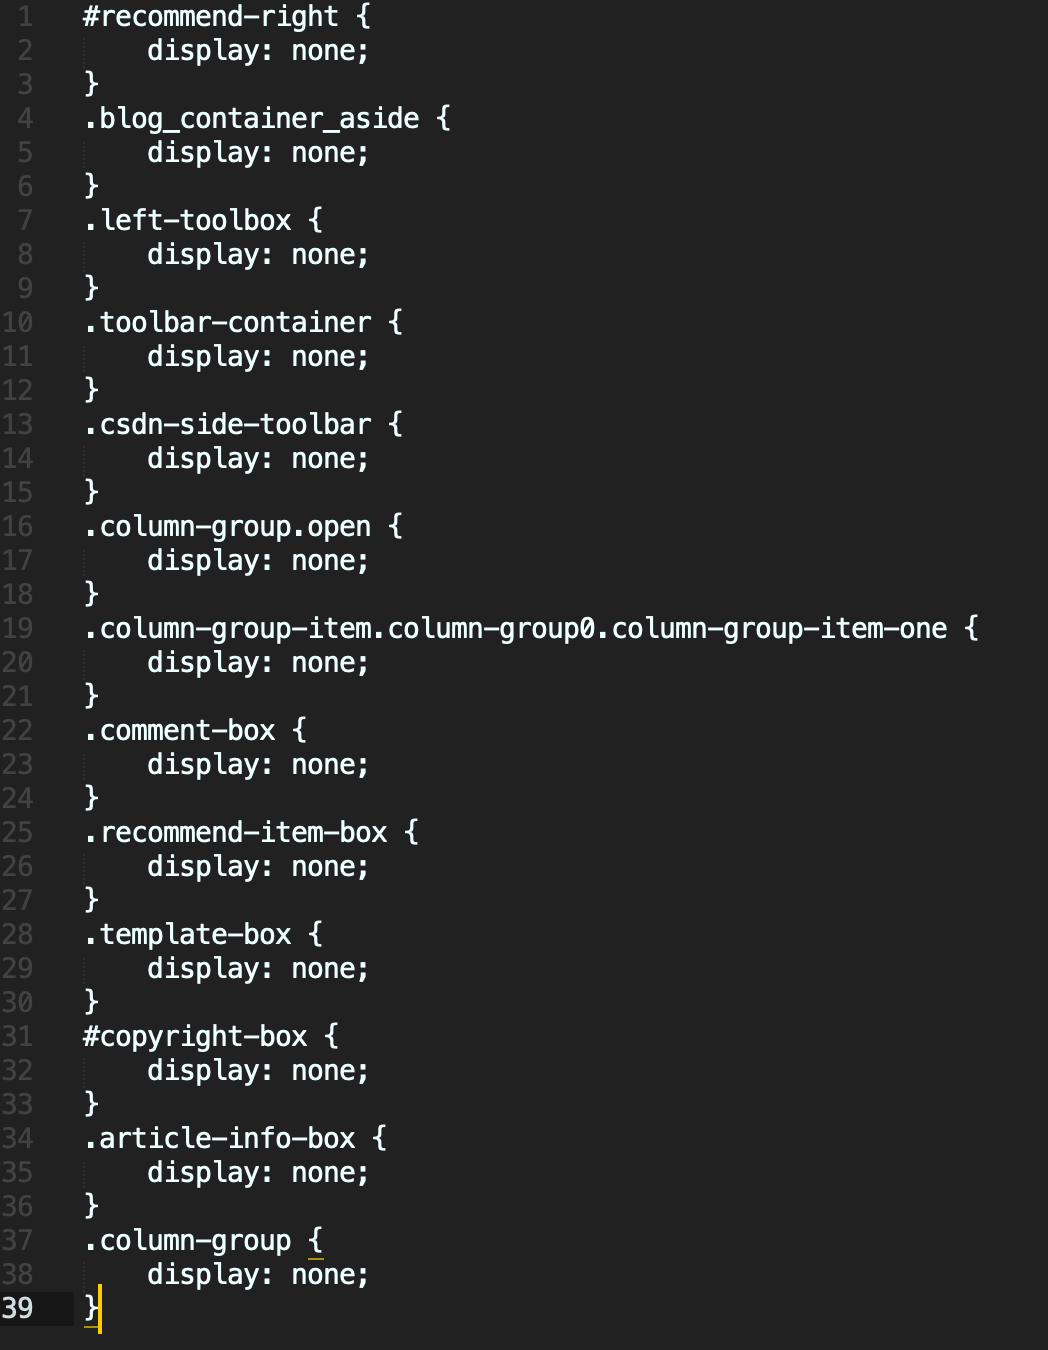 1 #recommend-right {
2 display: none;
3 }
4 .blog_container_aside {
5 display: none;
6 }
7 .left-toolbox {
8 display: none;
9 }
10 .toolbar-container {
11 display: none;
12 }
13 .csdn-side-toolbar {
14 display: none;
15 }
16 .column-group.open {
17 display: none;
18 }
19 .column-group-item.column-group0.column-group-item-one {
20 display: none;
21 }
22 .comment-box {
23 display: none;
24 }
25 .recommend-item-box {
26 display: none;
27 }
28 .template-box {
29 display: none;
30 }
31 #copyright-box {
32 display: none;
33 }
34 .article-info-box {
35 display: none;
36 }
37 .column-group {
38 display: none;
39 }